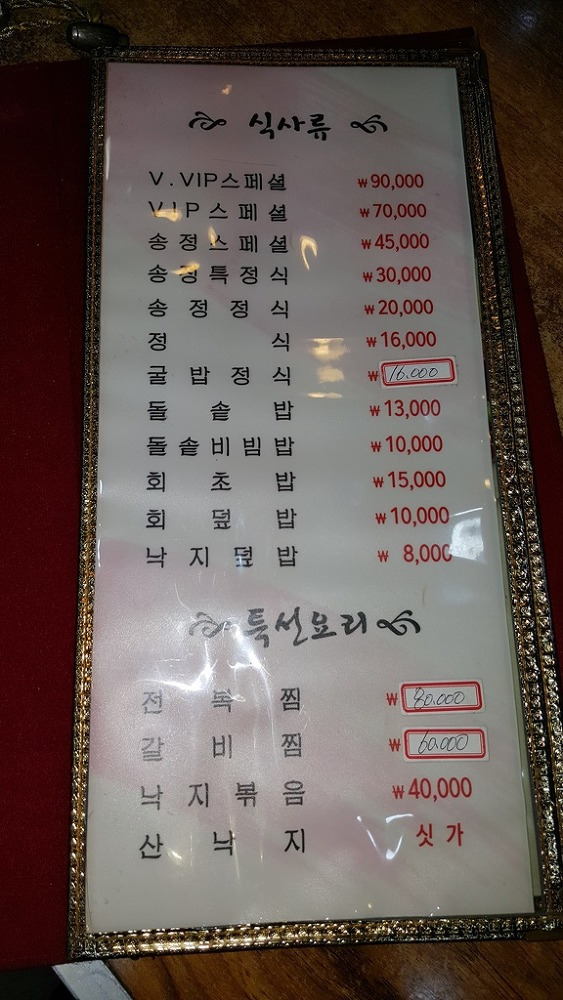 식사류
V.VIP스페셜 ₩90,000
VIP스페셜 ₩70,000
송정스페셜 ₩45,000
송정특정식 ₩30,000
송정정식 ₩20,000
정식 ₩16,000
굴밥정식 ₩16.000
돌솥밥 ₩13,000
돌솥비빔밥 ₩10,000
회초밥 ₩15,000
회덮밥 ₩10,000
낙지덮밥 ₩8,000
특선요리
전복찜 ₩80.000
갈비찜 ₩60.000
낙지볶음 ₩40,000
산낙지 싯가